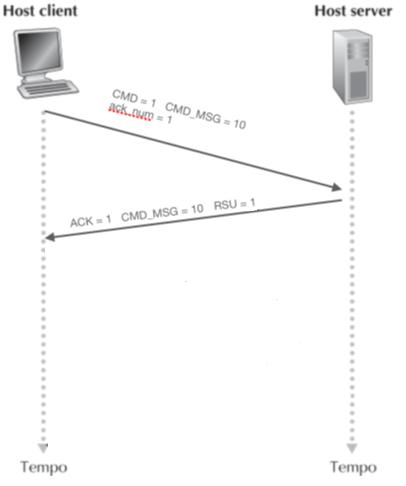 Host client
Host server
CMD = 1 CMD_MSG = 10
ack_num = 1
ACK = 1 CMD_MSG = 10 RSU = 1
Tempo
Tempo